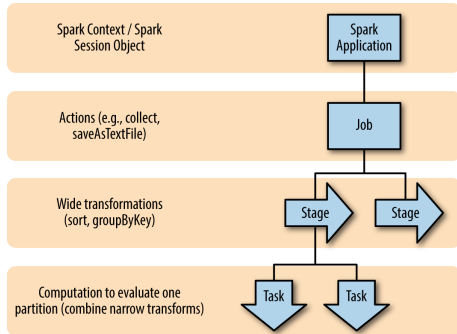 Spark Context / Spark
Session Object
Spark
Application
Actions (e.g., collect,
saveAsTextFile)
Job
Wide transformations
(sort, groupByKey)
Stage
Stage
Computation to evaluate one
partition (combine narrow transforms)
Task
Task